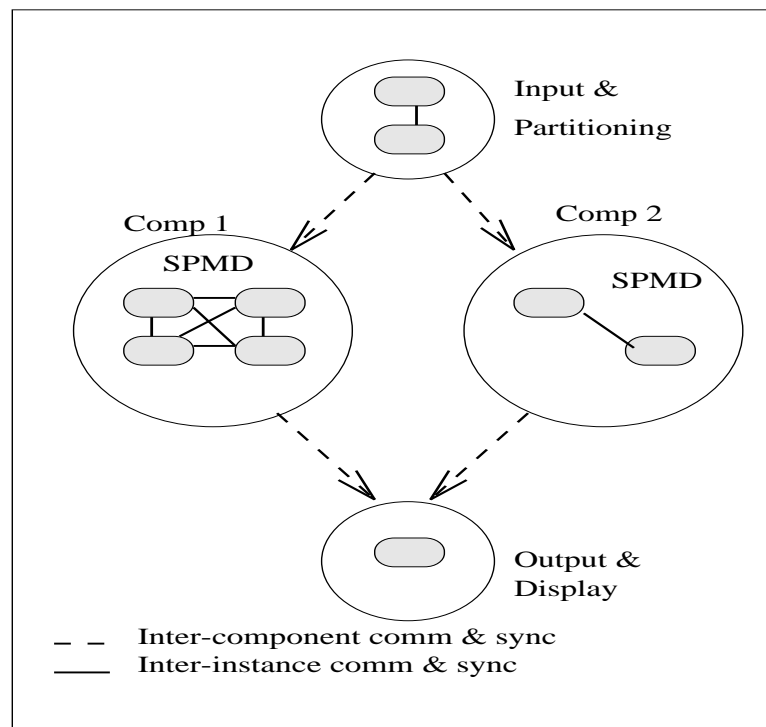 Input &
Partitioning
Comp 1
Comp 2
SPMD
SPMD
Output &
Display
Inter-component comm & sync
Inter-instance comm & sync